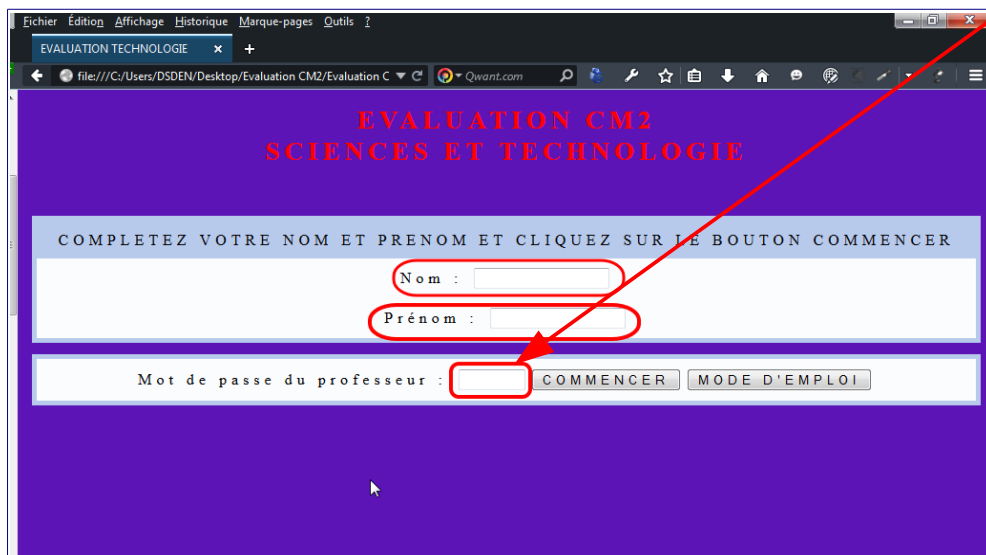 Fichier Édition Affichage Historique Marque-pages Outils ?
EVALUATION TECHNOLOGIE × +
file:///C:/Users/DSDEN/Desktop/Evaluation CM2/Evaluation C Qwant.com
EVALUATION CM2
SCIENCES ET TECHNOLOGIE
COMPLETEZ VOTRE NOM ET PRENOM ET CLIQUEZ SUR LE BOUTON COMMENCER
Nom :
Prénom :
Mot de passe du professeur : COMMENCER MODE D'EMPLOI